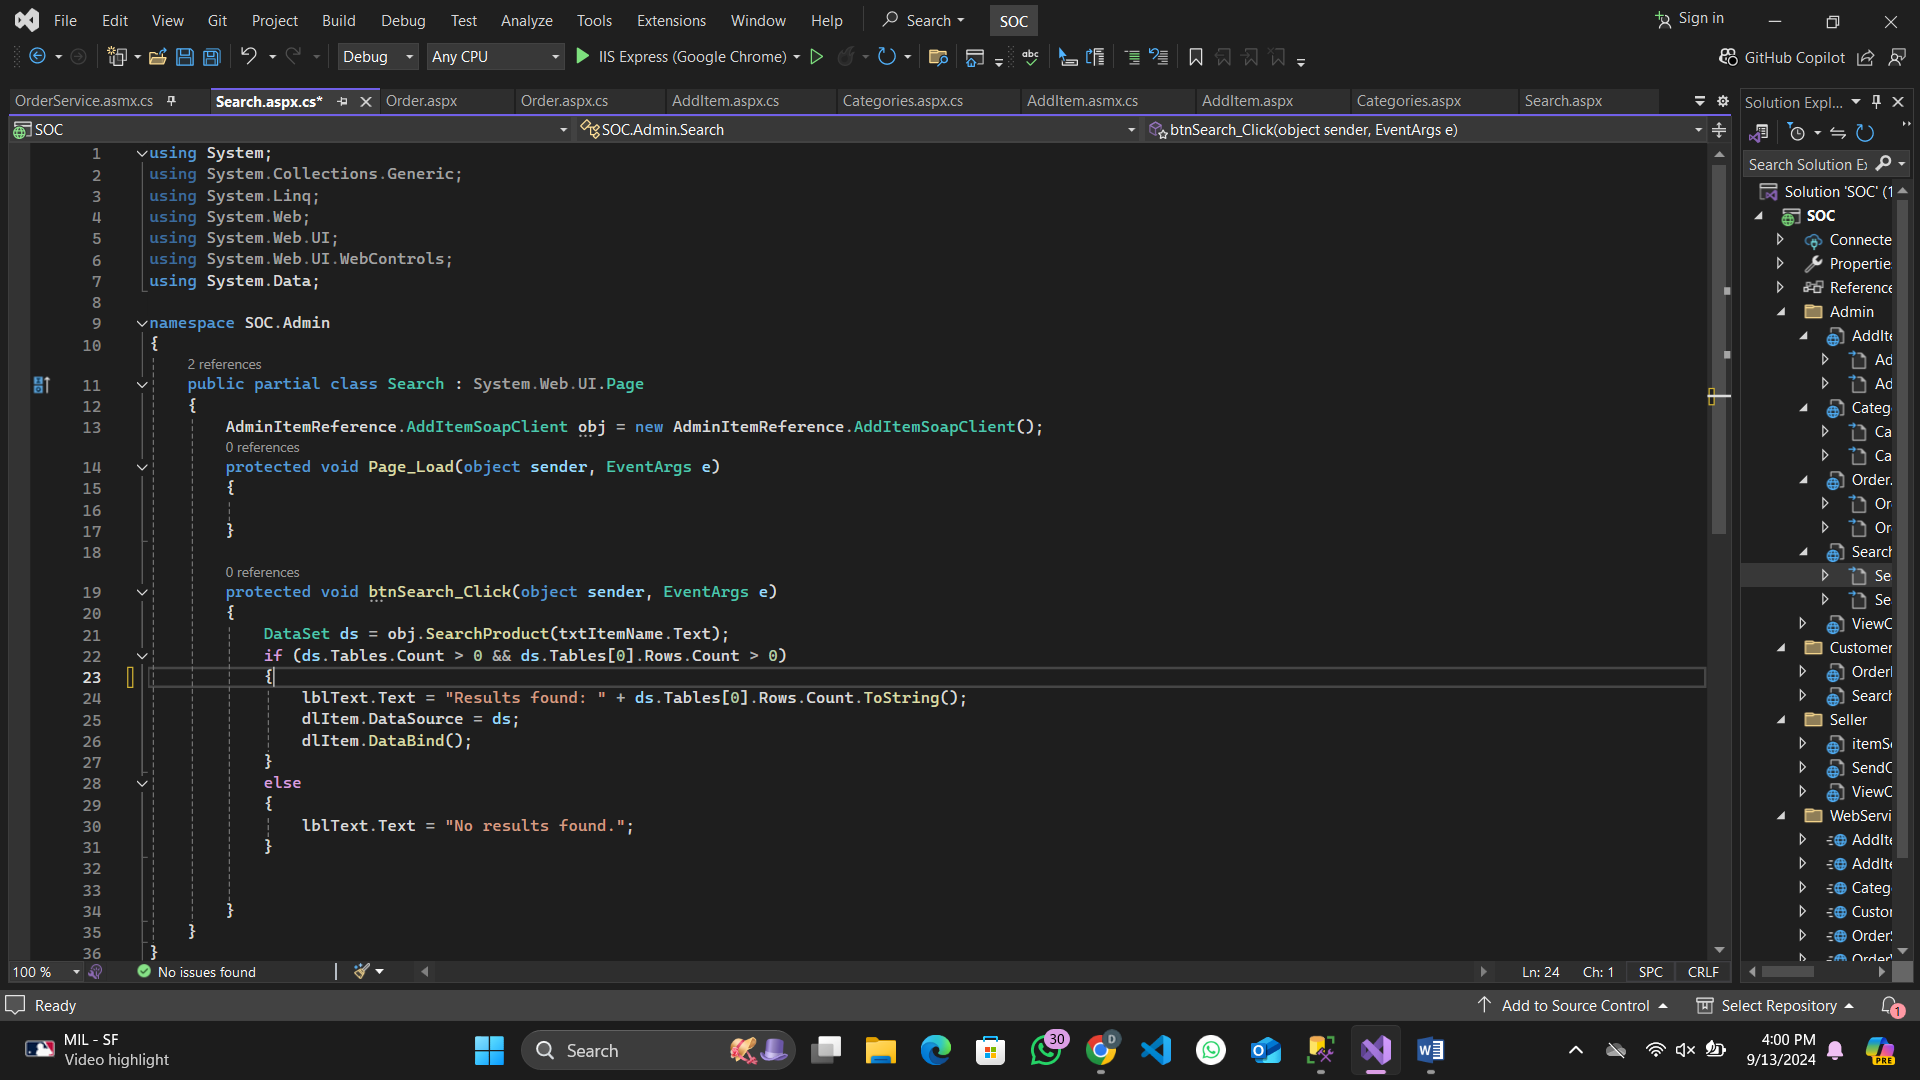 File Edit View Git Project Build Debug Test Analyze Tools Extensions Window Help Search SOC Sign in
Debug Any CPU IIS Express (Google Chrome) GitHub Copilot
OrderService.asmx.cs Search.aspx.cs* Order.aspx Order.aspx.cs AddItem.aspx.cs Categories.aspx.cs AddItem.asmx.cs AddItem.aspx Categories.aspx Search.aspx
SOC SOC.Admin.Search btnSearch_Click(object sender, EventArgs e)
1 using System;
2 using System.Collections.Generic;
3 using System.Linq;
4 using System.Web;
5 using System.Web.UI;
6 using System.Web.UI.WebControls;
7 using System.Data;
8
9 namespace SOC.Admin
10 {
2 references
11 public partial class Search : System.Web.UI.Page
12 {
13 AdminItemReference.AddItemSoapClient obj = new AdminItemReference.AddItemSoapClient();
0 references
14 protected void Page_Load(object sender, EventArgs e)
15 {
16
17 }
18
0 references
19 protected void btnSearch_Click(object sender, EventArgs e)
20 {
21 DataSet ds = obj.SearchProduct(txtItemName.Text);
22 if (ds.Tables.Count > 0 && ds.Tables[0].Rows.Count > 0)
23 {
24 lblText.Text = "Results found: " + ds.Tables[0].Rows.Count.ToString();
25 dlItem.DataSource = ds;
26 dlItem.DataBind();
27 }
28 else
29 {
30 lblText.Text = "No results found.";
31 }
32
33
34 }
35 }
36 }
100 % No issues found Ln: 24 Ch: 1 SPC CRLF
Solution Expl...
Search Solution Ex
Solution 'SOC' (1
SOC
Connecte
Propertie
Reference
Admin
AddIte
Ad
Ad
Categ
Ca
Ca
Order.
Or
Or
Search
Se
Se
ViewC
Customer
OrderI
Search
Seller
itemSe
SendC
ViewC
WebServi
AddIte
AddIte
Categ
Custor
OrderS
OrderV
Ready Add to Source Control Select Repository 1
MIL - SF
Video highlight
Search 30 D
4:00 PM
9/13/2024
PRE